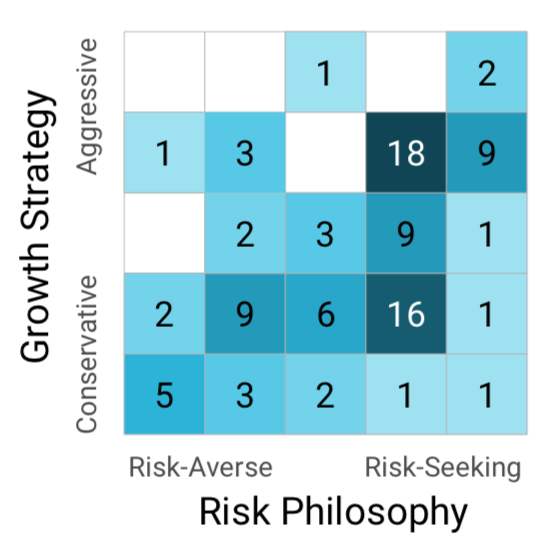 Growth Strategy
Aggressive
Conservative
1 2
1 3 18 9
2 3 9 1
2 9 6 16 1
5 3 2 1 1
Risk-Averse Risk-Seeking
Risk Philosophy